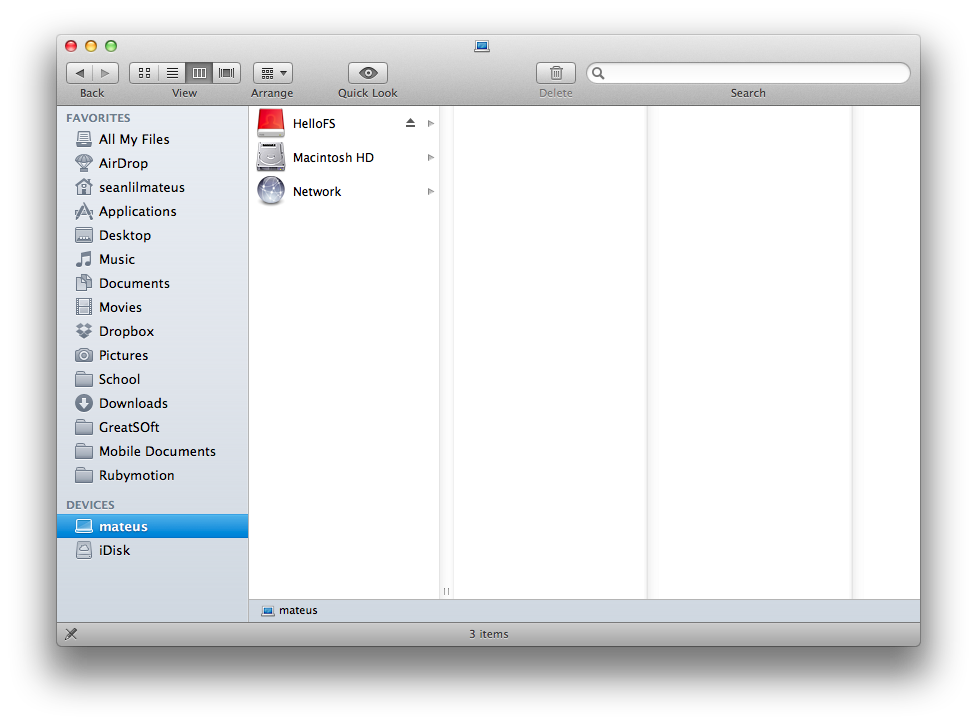 Back
View
Arrange
Quick Look
Delete
Search
FAVORITES
All My Files
AirDrop
seanlilmateus
Applications
Desktop
Music
Documents
Movies
Dropbox
Pictures
School
Downloads
GreatSOft
Mobile Documents
Rubymotion
DEVICES
mateus
iDisk
HelloFS
Macintosh HD
Network
mateus
3 items